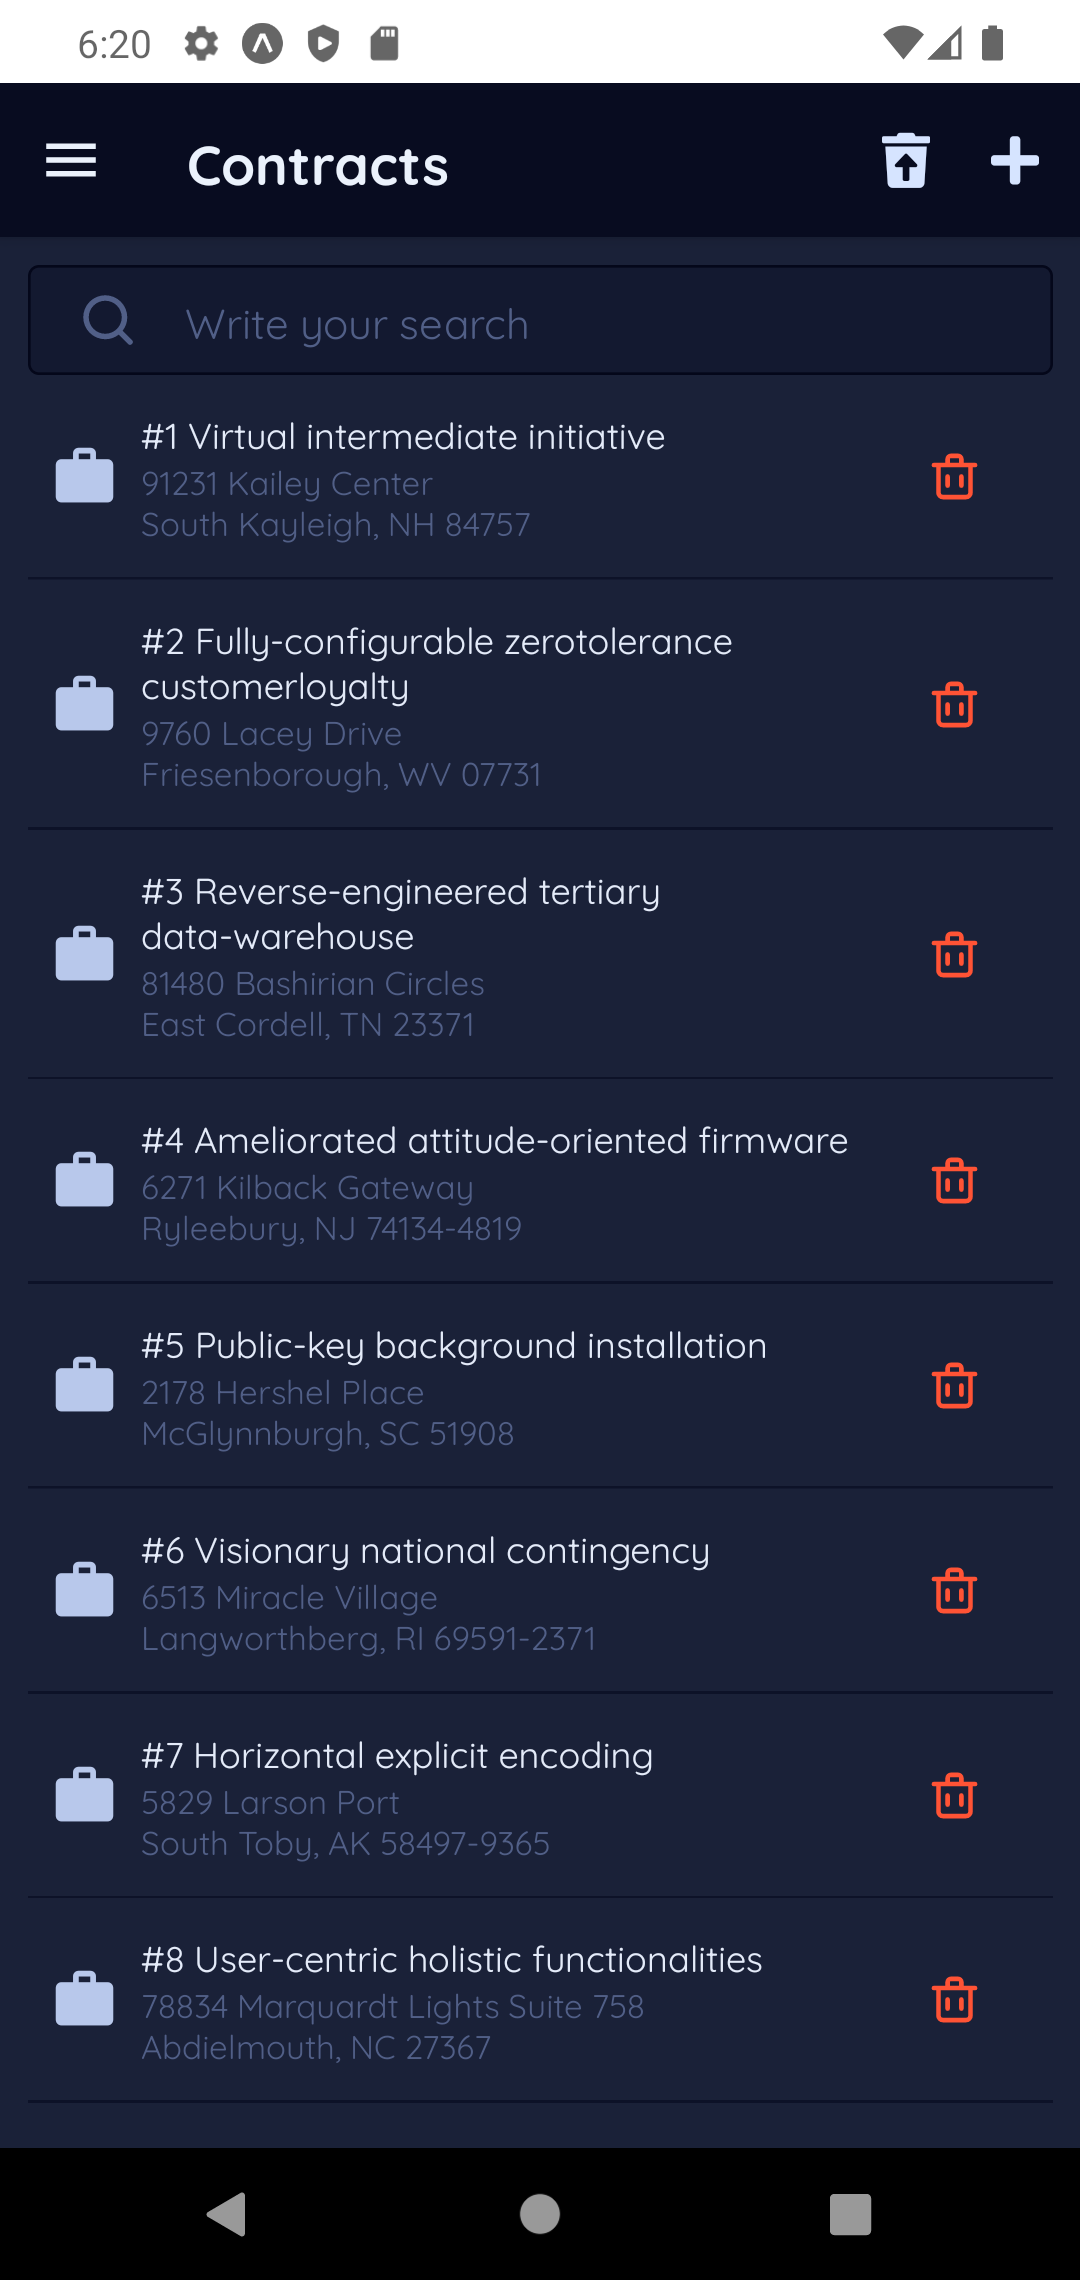 6:20
Contracts
Write your search
#1 Virtual intermediate initiative
91231 Kailey Center
South Kayleigh, NH 84757
#2 Fully-configurable zerotolerance
customerloyalty
9760 Lacey Drive
Friesenborough, WV 07731
#3 Reverse-engineered tertiary
data-warehouse
81480 Bashirian Circles
East Cordell, TN 23371
#4 Ameliorated attitude-oriented firmware
6271 Kilback Gateway
Ryleebury, NJ 74134-4819
#5 Public-key background installation
2178 Hershel Place
McGlynnburgh, SC 51908
#6 Visionary national contingency
6513 Miracle Village
Langworthberg, RI 69591-2371
#7 Horizontal explicit encoding
5829 Larson Port
South Toby, AK 58497-9365
#8 User-centric holistic functionalities
78834 Marquardt Lights Suite 758
Abdielmouth, NC 27367